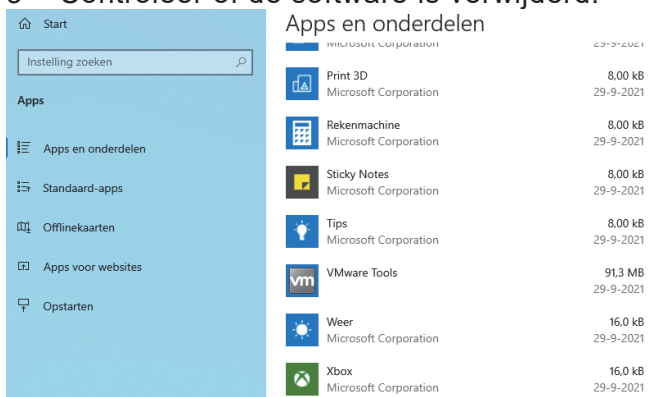 Controleer of de software is verwijderd.
Start
Instelling zoeken
Apps
Apps en onderdelen
Standaard-apps
Offlinekaarten
Apps voor websites
Opstarten
Apps en onderdelen
Microsoft Corporation 29-9-2021
Print 3D 8,00 kB
Microsoft Corporation 29-9-2021
Rekenmachine 8,00 kB
Microsoft Corporation 29-9-2021
Sticky Notes 8,00 kB
Microsoft Corporation 29-9-2021
Tips 8,00 kB
Microsoft Corporation 29-9-2021
vm VMware Tools 91,3 MB
29-9-2021
Weer 16,0 kB
Microsoft Corporation 29-9-2021
Xbox 16,0 kB
Microsoft Corporation 29-9-2021